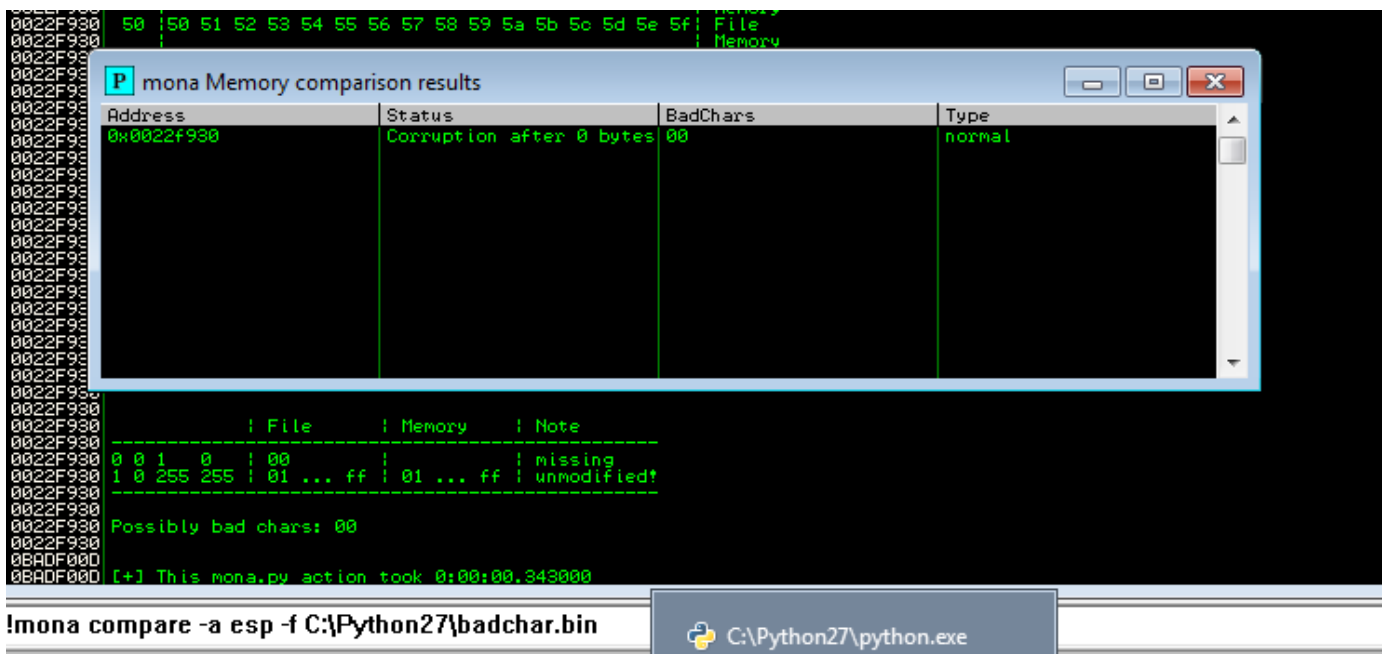 0022F930 50 ¦50 51 52 53 54 55 56 57 58 59 5a 5b 5c 5d 5e 5f¦ File
0022F930 ¦ ¦ Memory
P mona Memory comparison results
Address Status BadChars Type
0x0022f930 Corruption after 0 bytes 00 normal
0022F930
0022F930 ¦ File ¦ Memory ¦ Note
0022F930 -------------------------------------------------
0022F930 0 0 1 0 ¦ 00 ¦ ¦ missing
0022F930 1 0 255 255 ¦ 01 ... ff ¦ 01 ... ff ¦ unmodified!
0022F930 -------------------------------------------------
0022F930
0022F930 Possibly bad chars: 00
0022F930
0BADF00D
0BADF00D [+] This mona.py action took 0:00:00.343000
!mona compare -a esp -f C:\Python27\badchar.bin
C:\Python27\python.exe